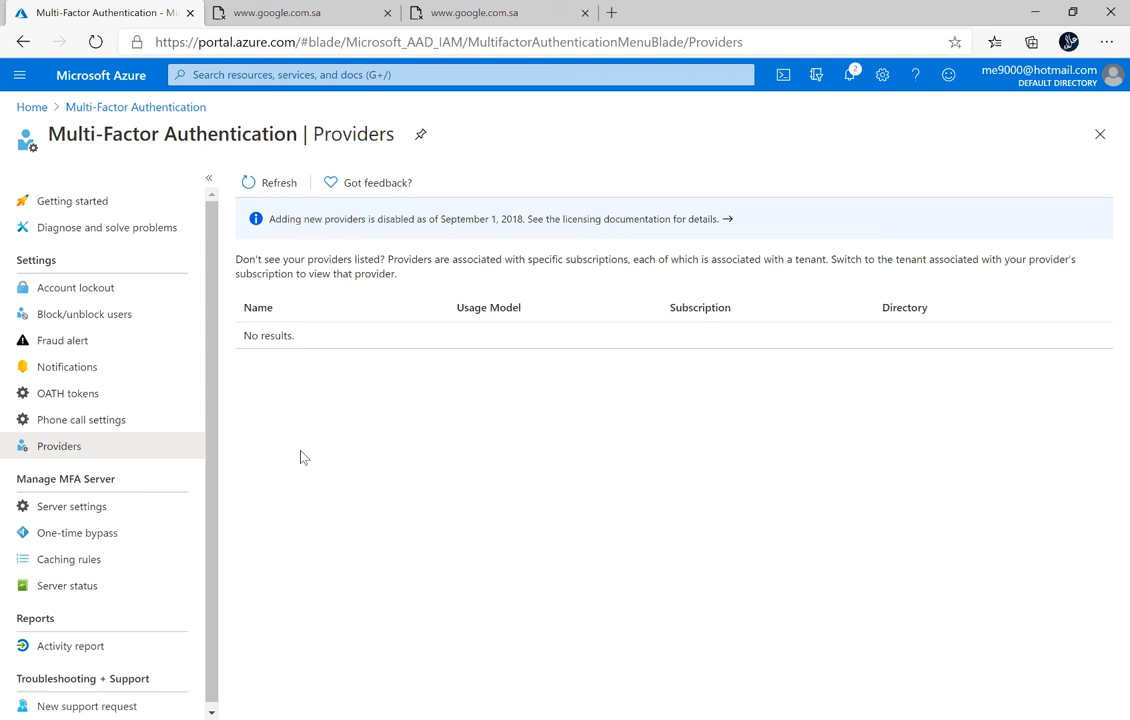 Multi-Factor Authentication - Mi
www.google.com.sa
www.google.com.sa
https://portal.azure.com/#blade/Microsoft_AAD_IAM/MultifactorAuthenticationMenuBlade/Providers
Microsoft Azure
Search resources, services, and docs (G+/)
2
me9000@hotmail.com
DEFAULT DIRECTORY
Home > Multi-Factor Authentication
Multi-Factor Authentication | Providers
Refresh
Got feedback?
Adding new providers is disabled as of September 1, 2018. See the licensing documentation for details. →
Don't see your providers listed? Providers are associated with specific subscriptions, each of which is associated with a tenant. Switch to the tenant associated with your provider's
subscription to view that provider.
Name Usage Model Subscription Directory
No results.
Getting started
Diagnose and solve problems
Settings
Account lockout
Block/unblock users
Fraud alert
Notifications
OATH tokens
Phone call settings
Providers
Manage MFA Server
Server settings
One-time bypass
Caching rules
Server status
Reports
Activity report
Troubleshooting + Support
New support request